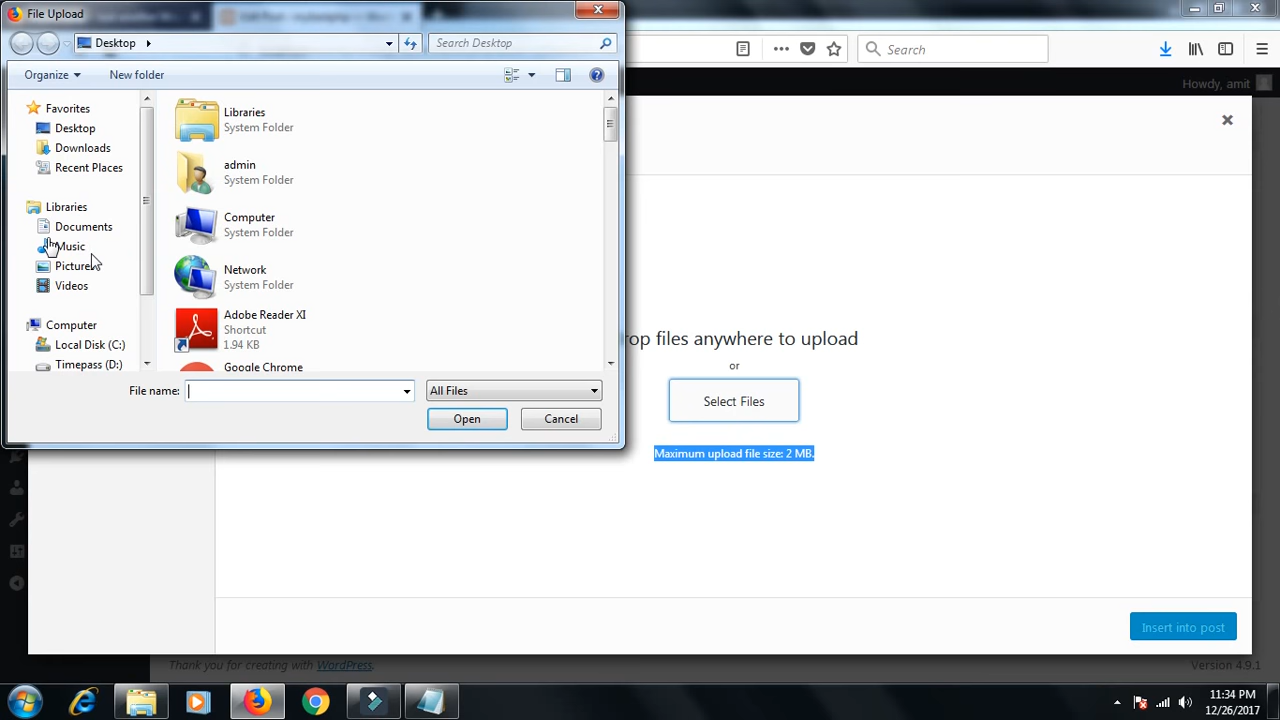 File Upload
Desktop
Search Desktop
Organize
New folder
Favorites
Desktop
Downloads
Recent Places
Libraries
Documents
Music
Pictures
Videos
Computer
Local Disk (C:)
Timepass (D:)
Libraries
System Folder
admin
System Folder
Computer
System Folder
Network
System Folder
Adobe Reader XI
Shortcut
1.94 KB
Google Chrome
File name:
All Files
Open
Cancel
Search
Howdy, amit
rop files anywhere to upload
or
Select Files
Maximum upload file size: 2 MB.
Insert into post
Thank you for creating with WordPress.
Version 4.9.1
11:34 PM
12/26/2017